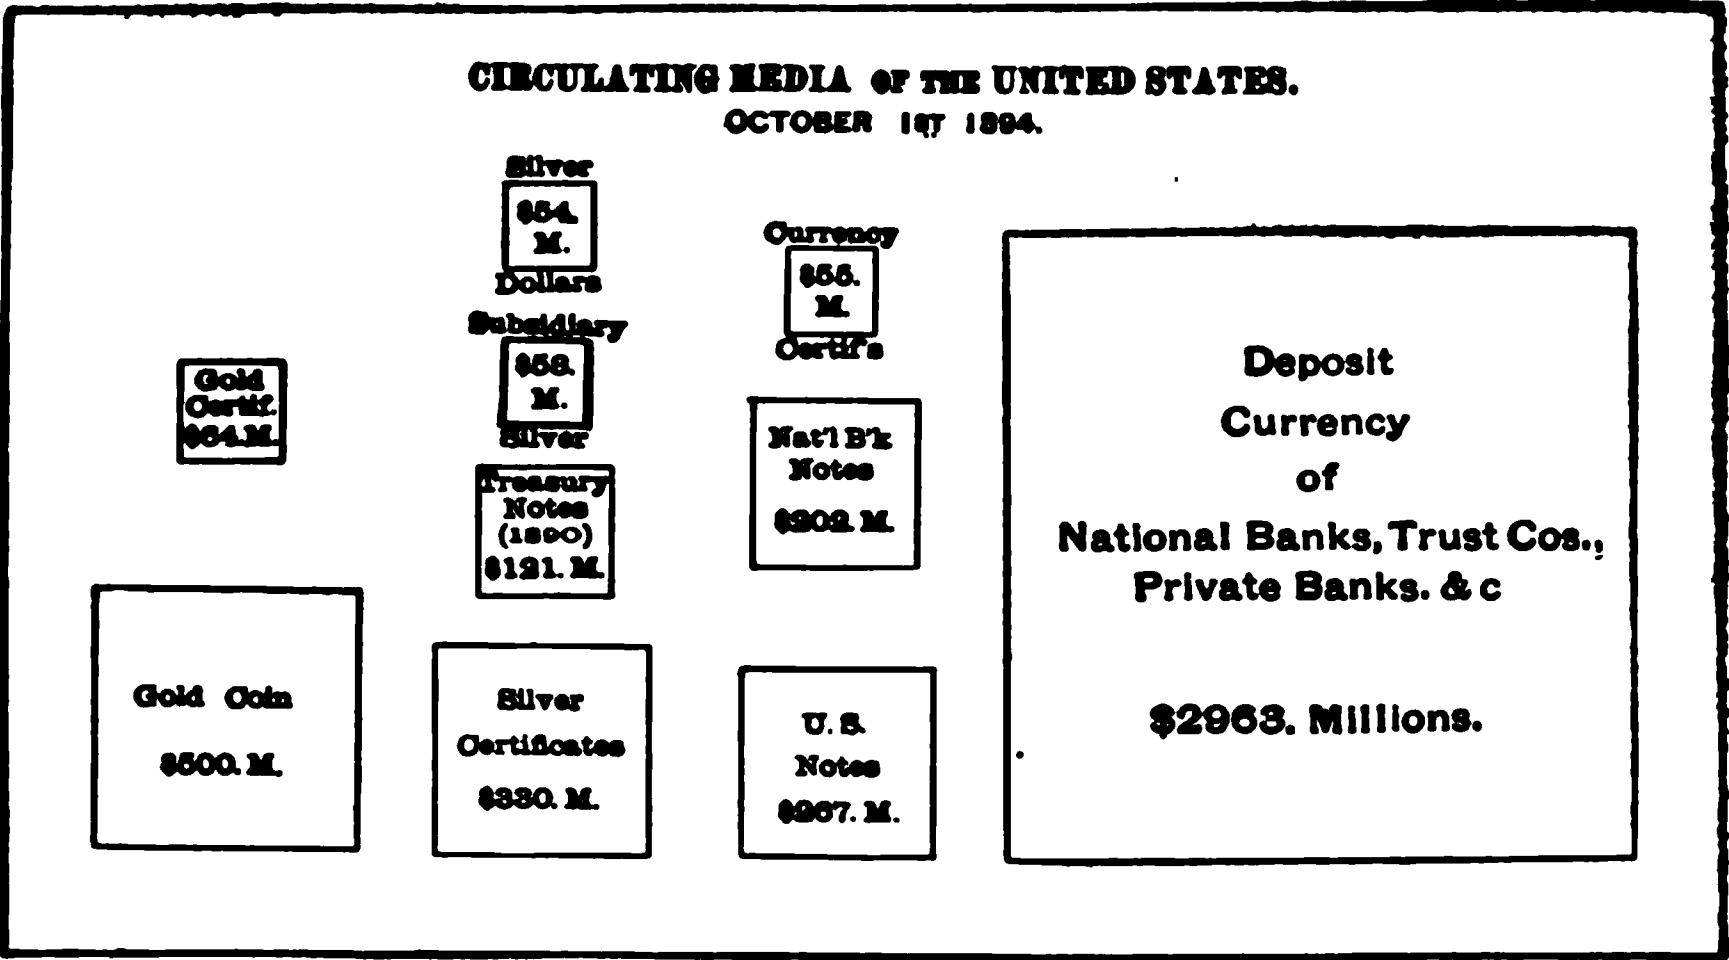 CIRCULATING MEDIA OF THE UNITED STATES.
OCTOBER 1ST 1894.
Gold
Certif.
$64.M.
Gold Coin
$500. M.
Silver
$54.
M.
Dollars
Subsidiary
$58.
M.
Silver
Treasury
Notes
(1890)
$121. M.
Silver
Certificates
$330. M.
Currency
$55.
M.
Certif's
Nat'l B'k
Notes
$202. M.
U. S.
Notes
$267. M.
Deposit
Currency
of
National Banks, Trust Cos.,
Private Banks. & c
$2963. Millions.